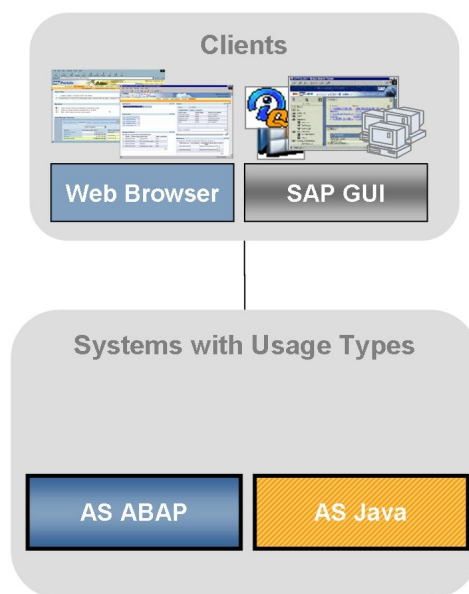 Clients
Web Browser
SAP GUI
Systems with Usage Types
AS ABAP
AS Java